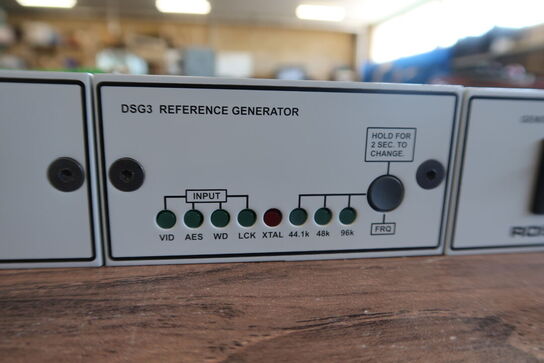 DSG3 REFERENCE GENERATOR
HOLD FOR
2 SEC. TO
CHANGE.
INPUT
VID AES WD LCK XTAL 44.1k 48k 96k
FRQ